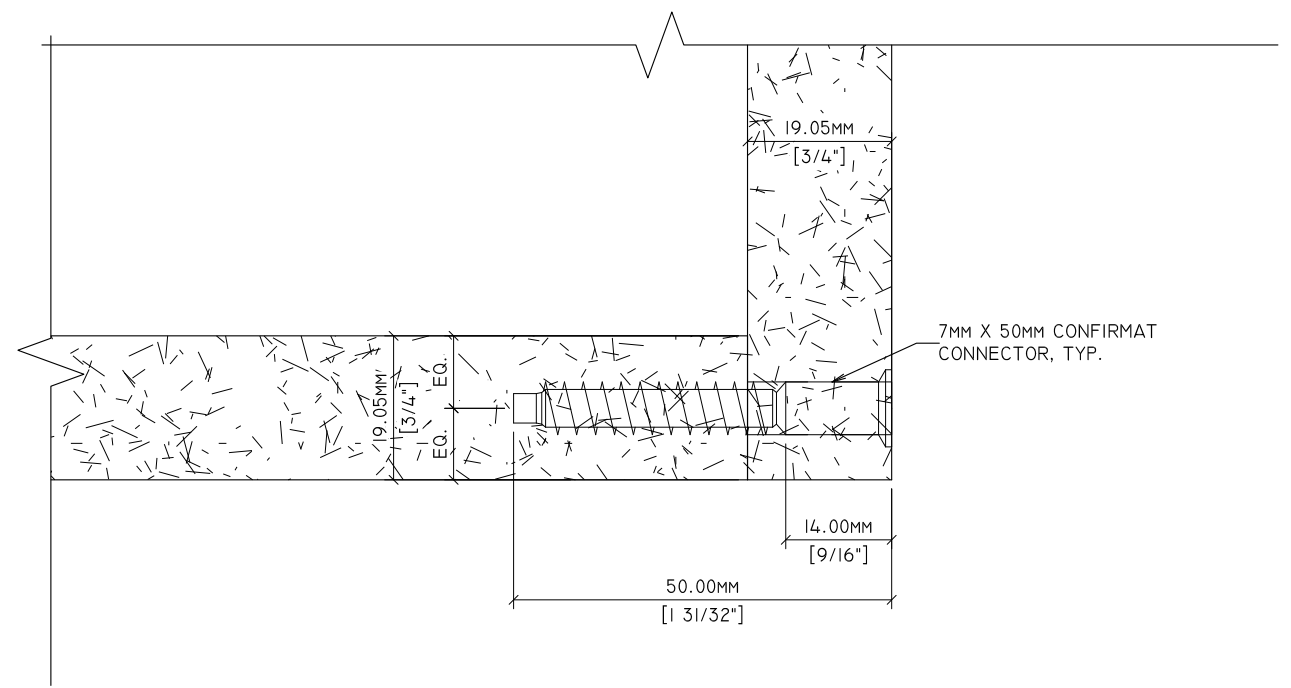 19.05MM
[3/4"]
7MM X 50MM CONFIRMAT
CONNECTOR, TYP.
EQ.
19.05MM
[3/4"]
EQ.
14.00MM
[9/16"]
50.00MM
[1 31/32"]